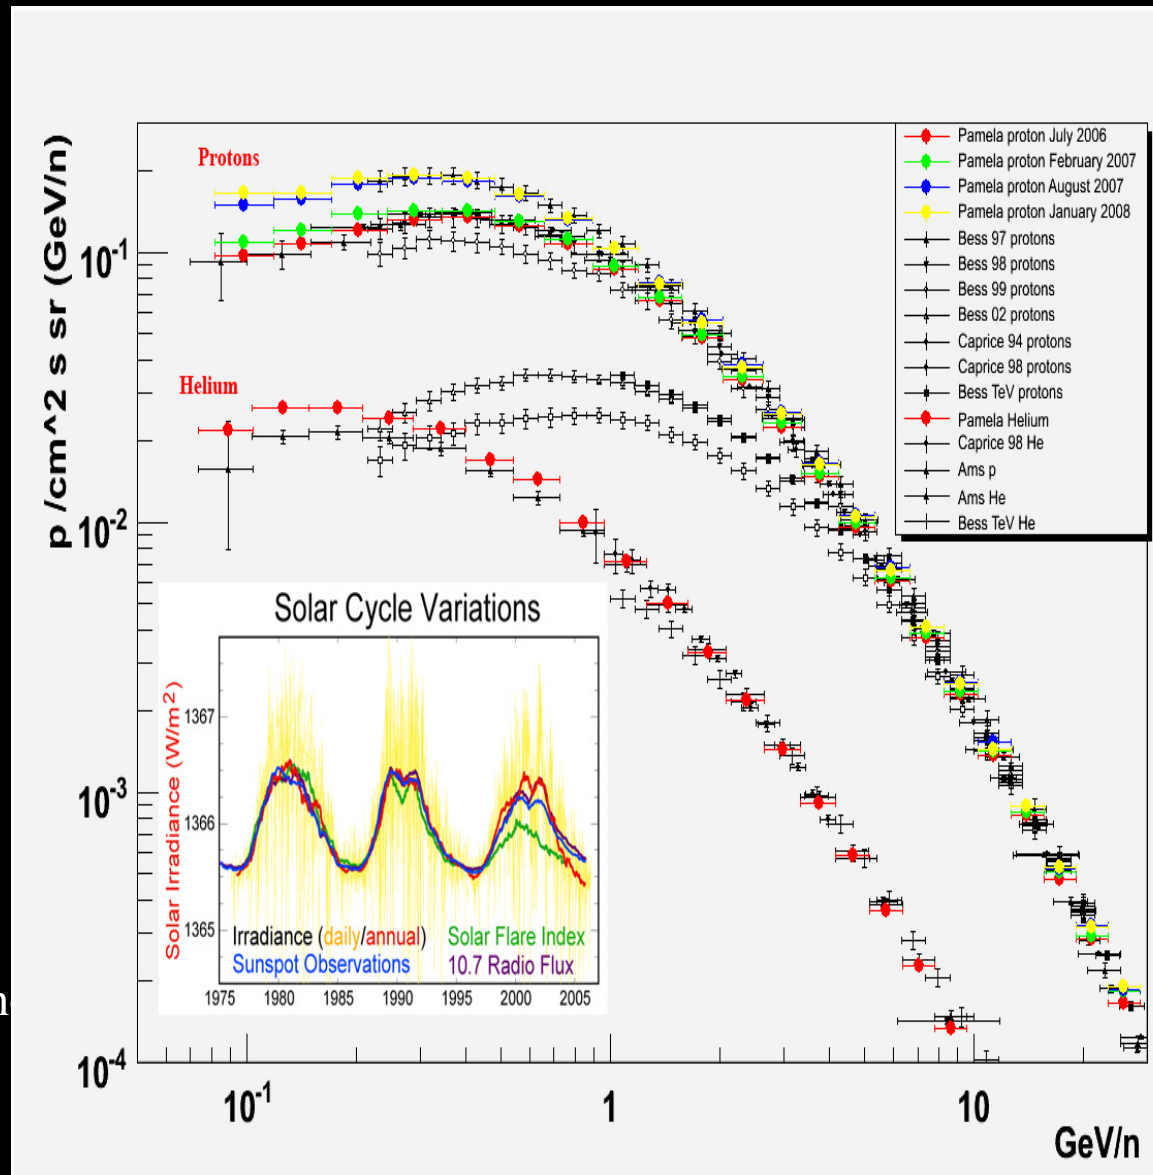 p /cm^2 s sr (GeV/n)
Protons
Helium
Pamela proton July 2006
Pamela proton February 2007
Pamela proton August 2007
Pamela proton January 2008
Bess 97 protons
Bess 98 protons
Bess 99 protons
Bess 02 protons
Caprice 94 protons
Caprice 98 protons
Bess TeV protons
Pamela Helium
Caprice 98 He
Ams p
Ams He
Bess TeV He
10^-1
10^-2
10^-3
10^-4
Solar Cycle Variations
Solar Irradiance (W/m²)
1367
1366
1365
Irradiance (daily/annual)
Solar Flare Index
Sunspot Observations
10.7 Radio Flux
1975 1980 1985 1990 1995 2000 2005
10^-1 1 10
GeV/n